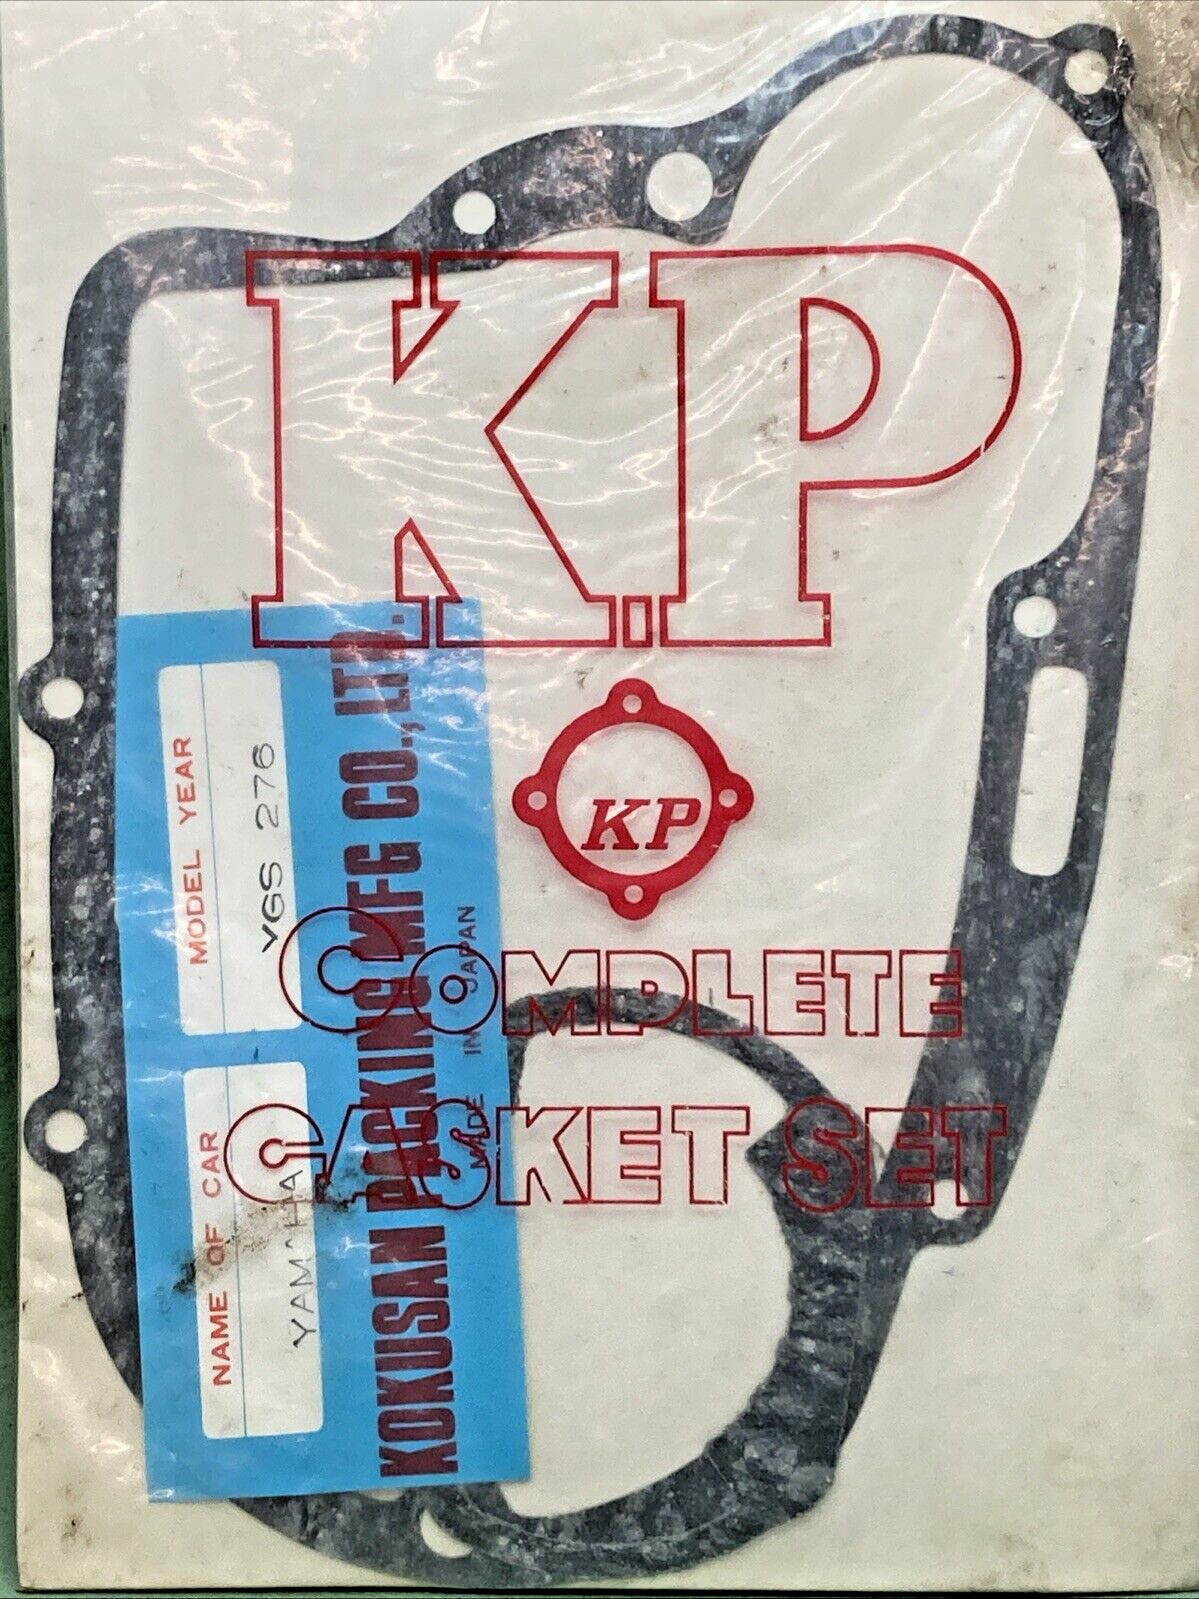 K.P
KP
COMPLETE
GASKET SET
MODEL YEAR
VGS 276
NAME OF CAR
YAMAHA
KOKUSAN PACKING MFG CO., LTD.
MADE IN JAPAN